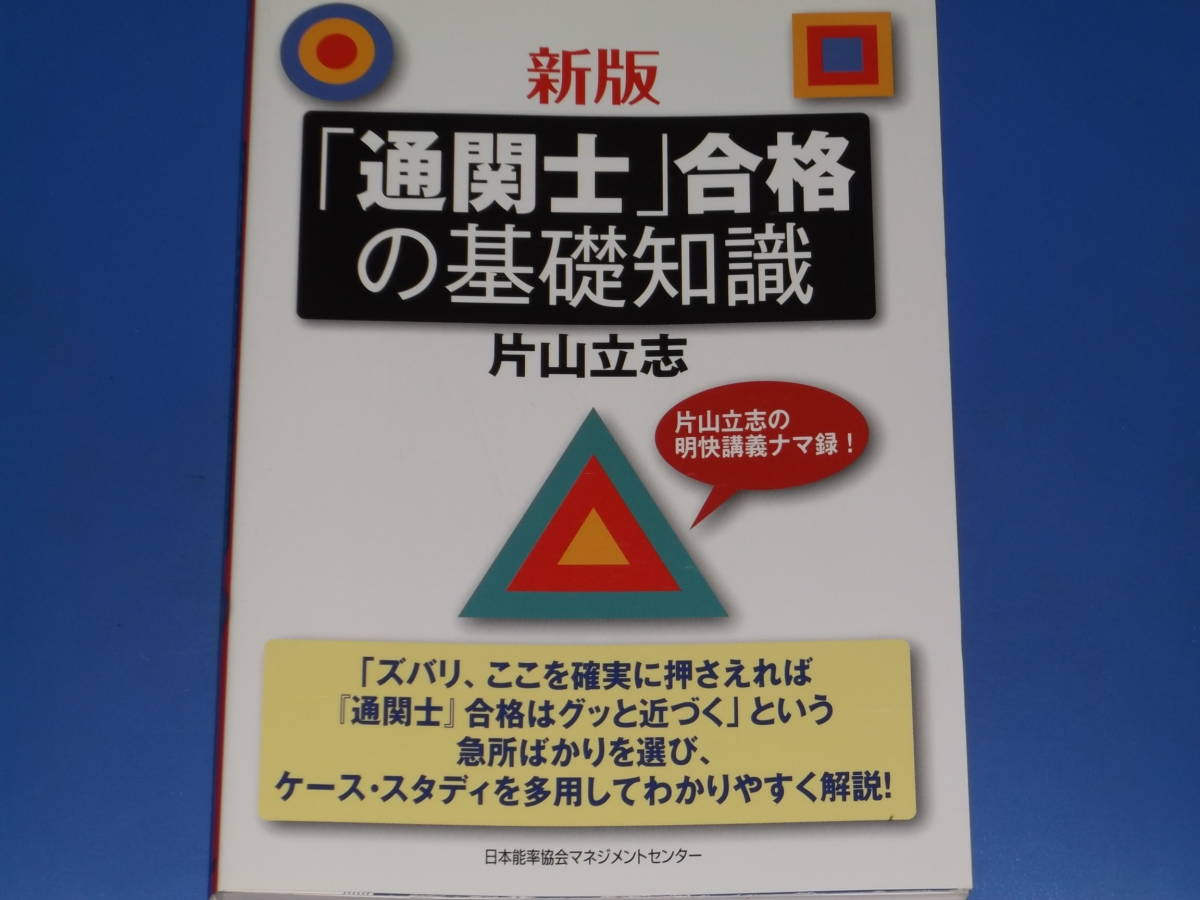 新版
「通関士」合格
の基礎知識
片山立志
片山立志の
明快講義ナマ録！
「ズバリ、ここを確実に押さえれば
『通関士』合格はグッと近づく」という
急所ばかりを選び、
ケース・スタディを多用してわかりやすく解説！
日本能率協会マネジメントセンター